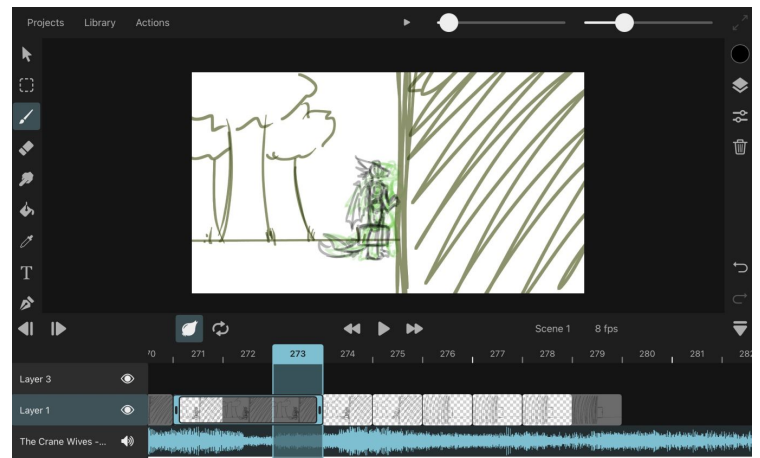 Projects Library Actions
T
Scene 1 8 fps
70 271 272 273 274 275 276 277 278 279 280 281 282
Layer 3
Layer 1
The Crane Wives -...